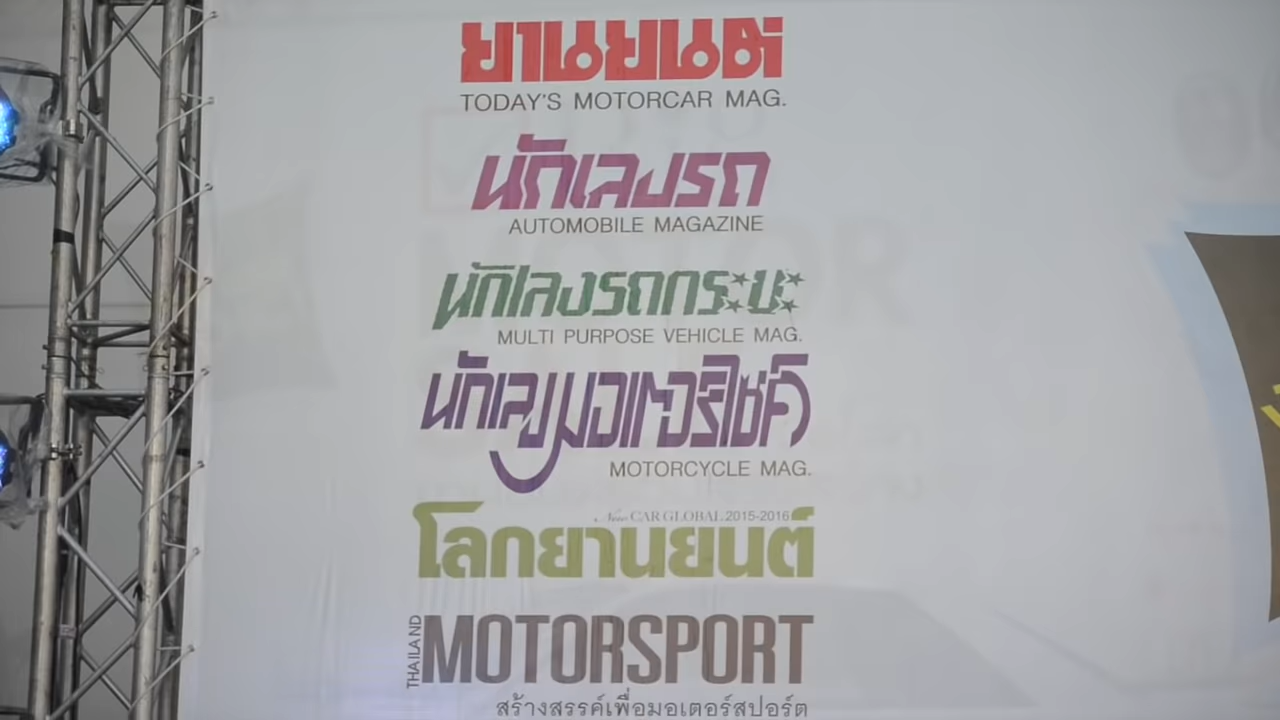 ยานยนต์
TODAY'S MOTORCAR MAG.
นักเลงรถ
AUTOMOBILE MAGAZINE
นักเลงรถกระบะ
MULTI PURPOSE VEHICLE MAG.
นักเลงมอเตอร์ไซค์
MOTORCYCLE MAG.
New CAR GLOBAL 2015-2016
โลกยานยนต์
THAILAND MOTORSPORT
สร้างสรรค์เพื่อมอเตอร์สปอร์ต